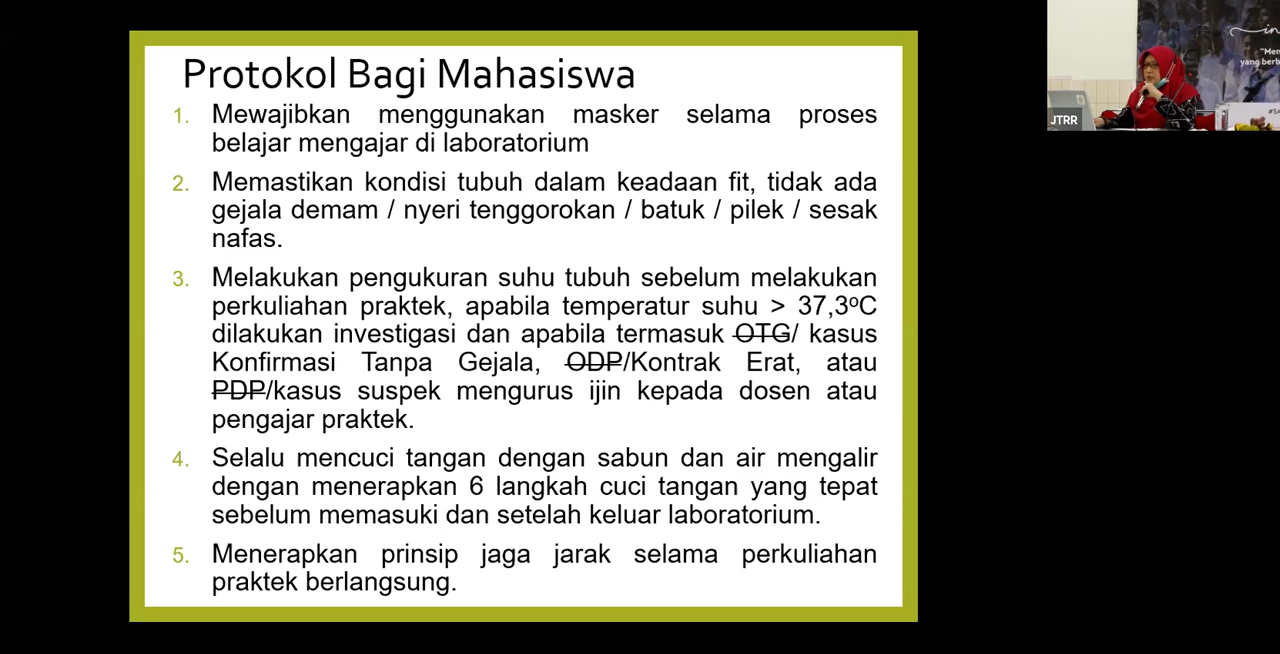 Protokol Bagi Mahasiswa
1. Mewajibkan menggunakan masker selama proses
belajar mengajar di laboratorium
2. Memastikan kondisi tubuh dalam keadaan fit, tidak ada
gejala demam / nyeri tenggorokan / batuk / pilek / sesak
nafas.
3. Melakukan pengukuran suhu tubuh sebelum melakukan
perkuliahan praktek, apabila temperatur suhu > 37,3ºC
dilakukan investigasi dan apabila termasuk OTG/ kasus
Konfirmasi Tanpa Gejala, ODP/Kontrak Erat, atau
PDP/kasus suspek mengurus ijin kepada dosen atau
pengajar praktek.
4. Selalu mencuci tangan dengan sabun dan air mengalir
dengan menerapkan 6 langkah cuci tangan yang tepat
sebelum memasuki dan setelah keluar laboratorium.
5. Menerapkan prinsip jaga jarak selama perkuliahan
praktek berlangsung.
in
"Men
yang berb
JTRR